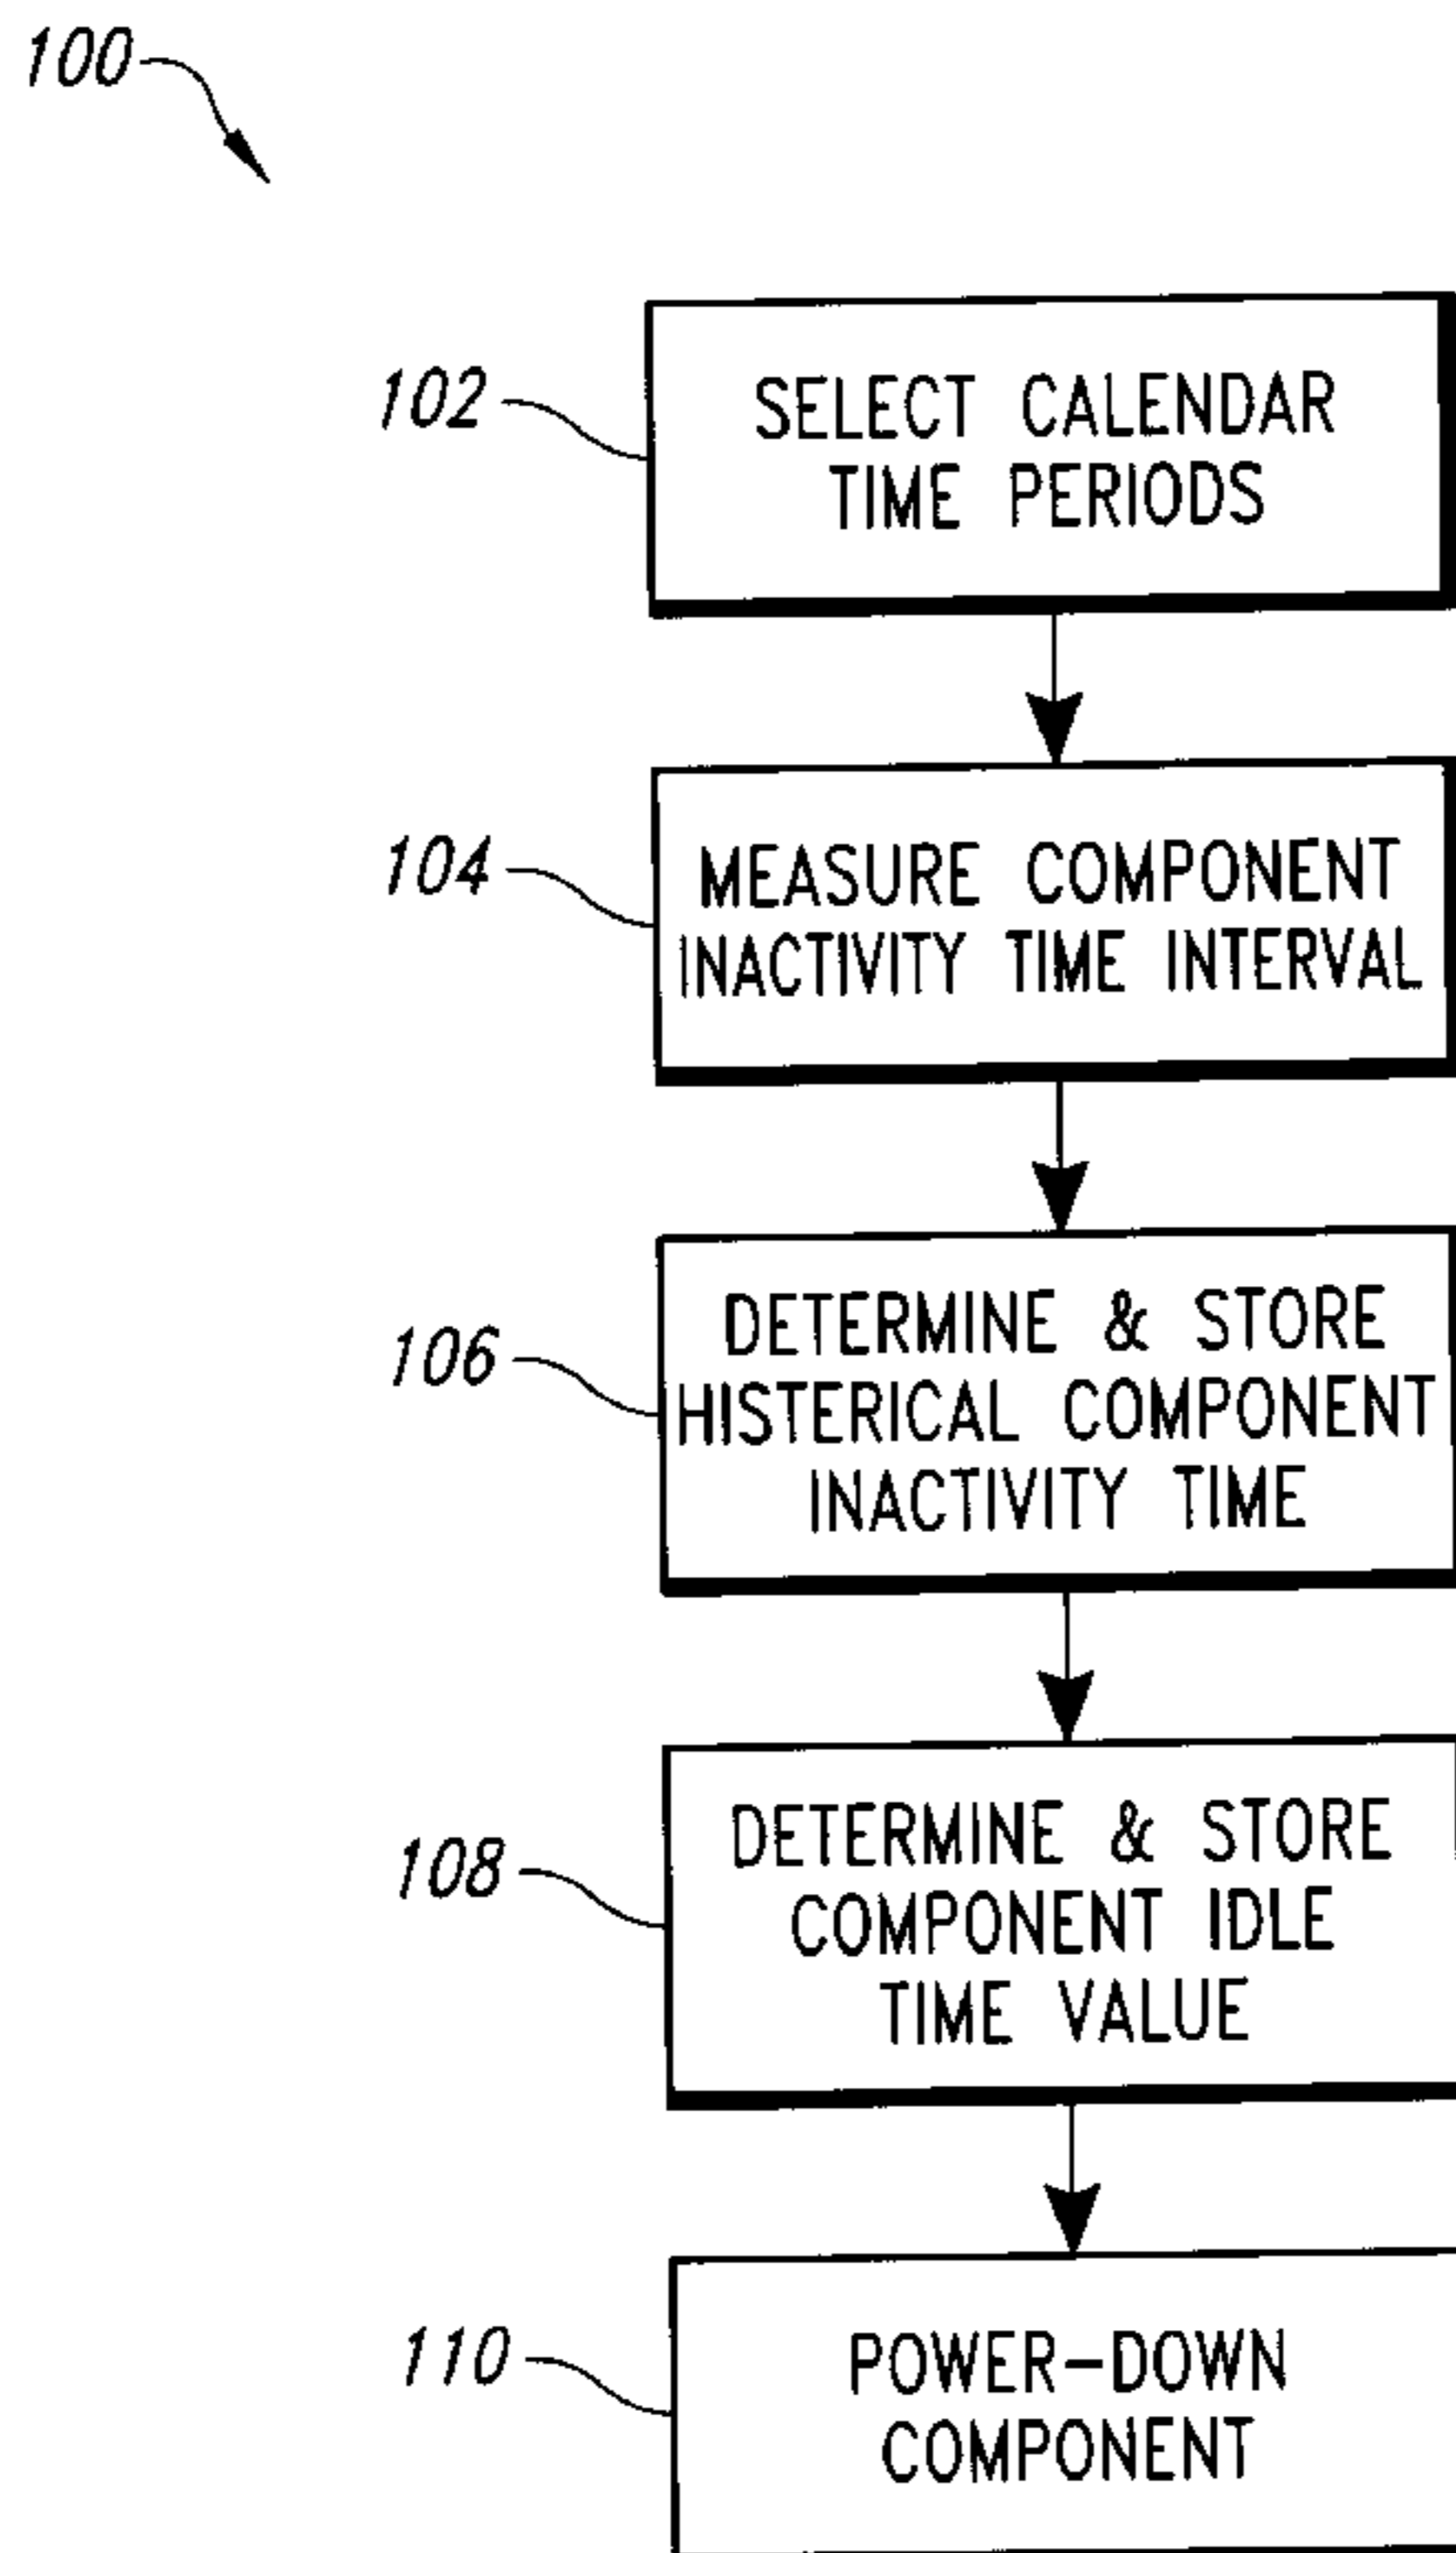 100
102
SELECT CALENDAR
TIME PERIODS
104
MEASURE COMPONENT
INACTIVITY TIME INTERVAL
106
DETERMINE & STORE
HISTERICAL COMPONENT
INACTIVITY TIME
108
DETERMINE & STORE
COMPONENT IDLE
TIME VALUE
110
POWER-DOWN
COMPONENT